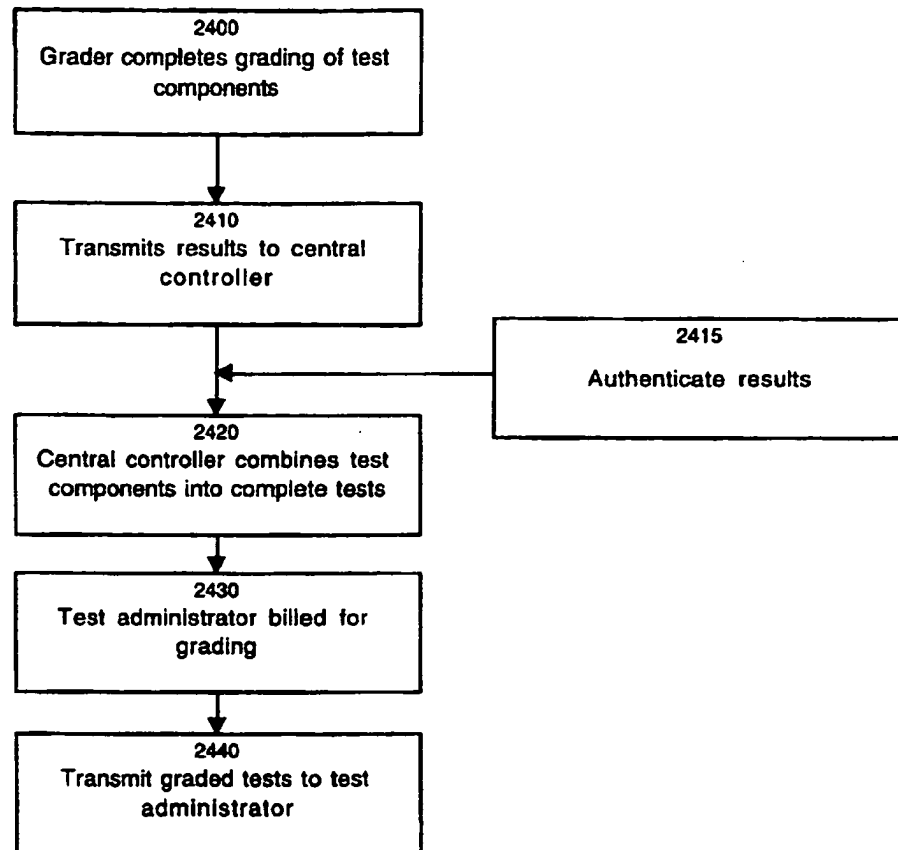 2400
Grader completes grading of test
components
2410
Transmits results to central
controller
2415
Authenticate results
2420
Central controller combines test
components into complete tests
2430
Test administrator billed for
grading
2440
Transmit graded tests to test
administrator